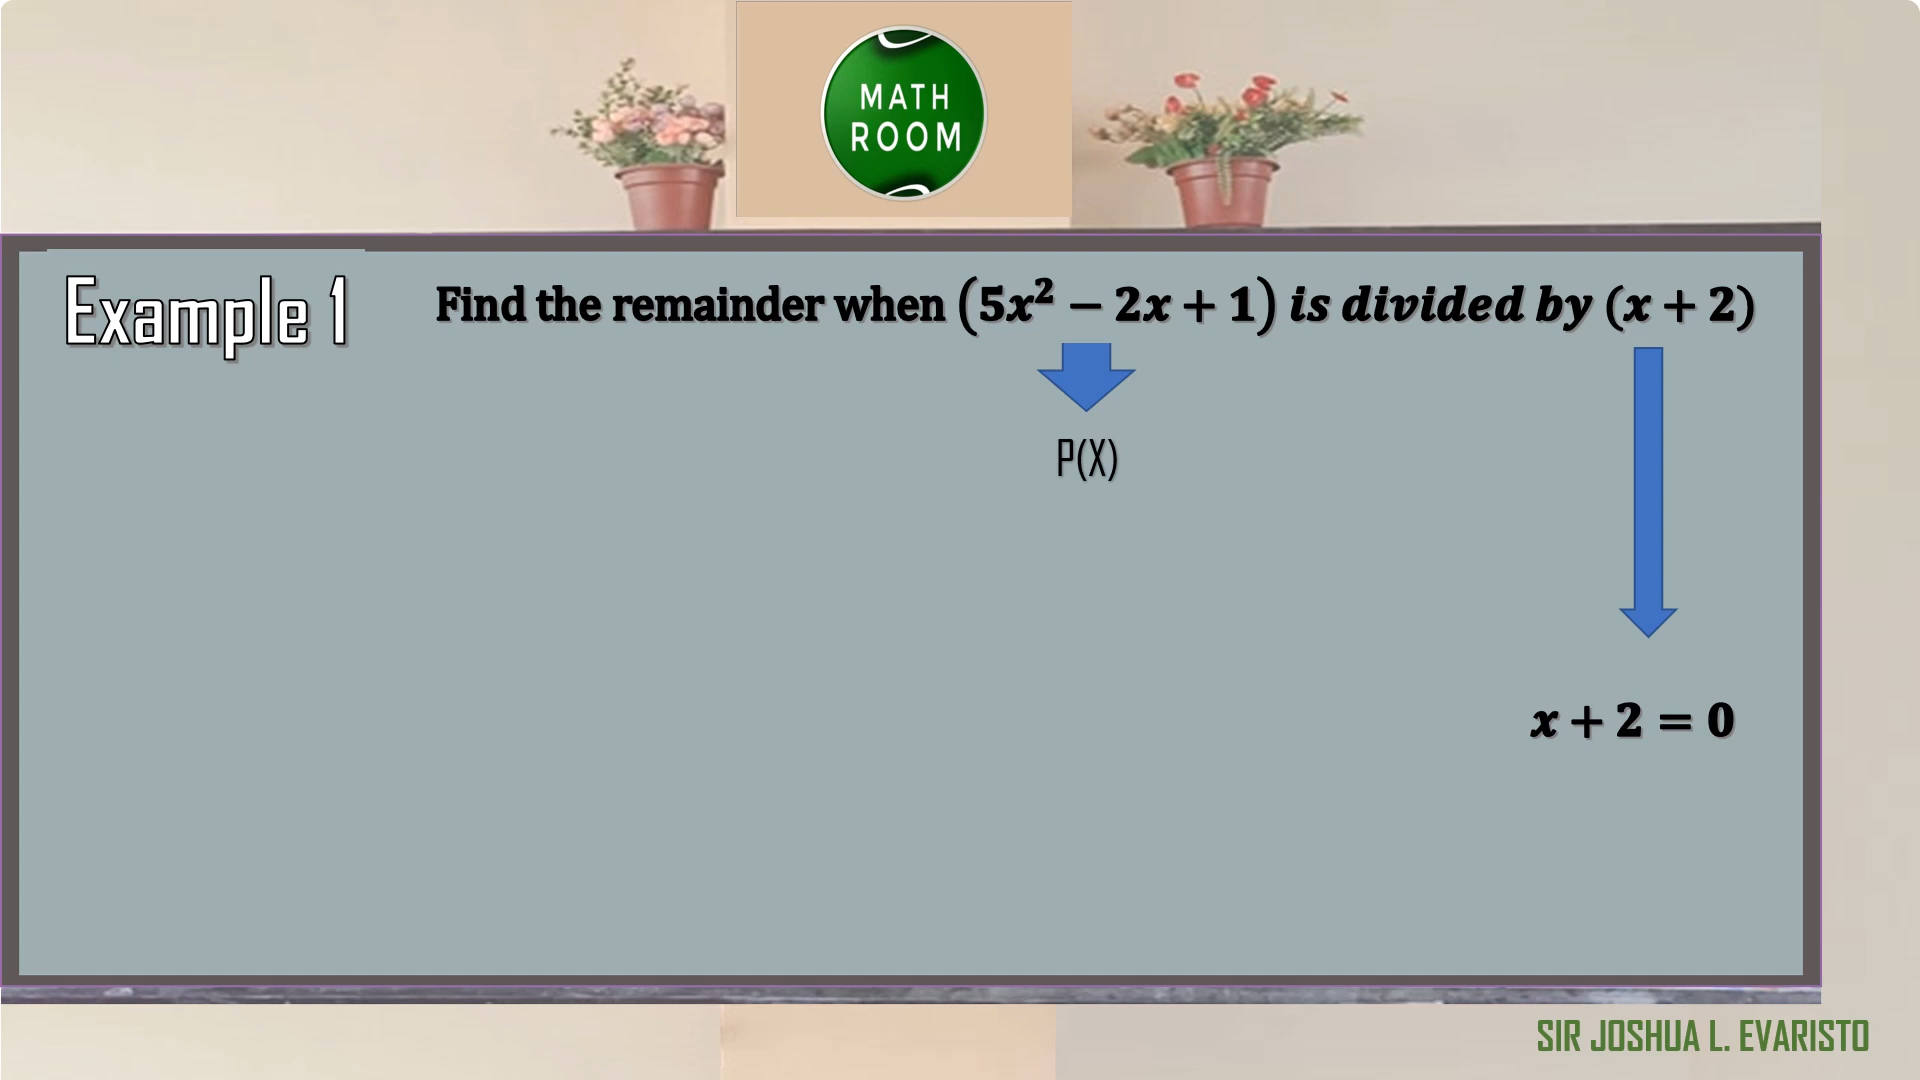 MATH
ROOM
Example 1
Find the remainder when (5x² − 2x + 1) is divided by (x + 2)
P(X)
x + 2 = 0
SIR JOSHUA L. EVARISTO